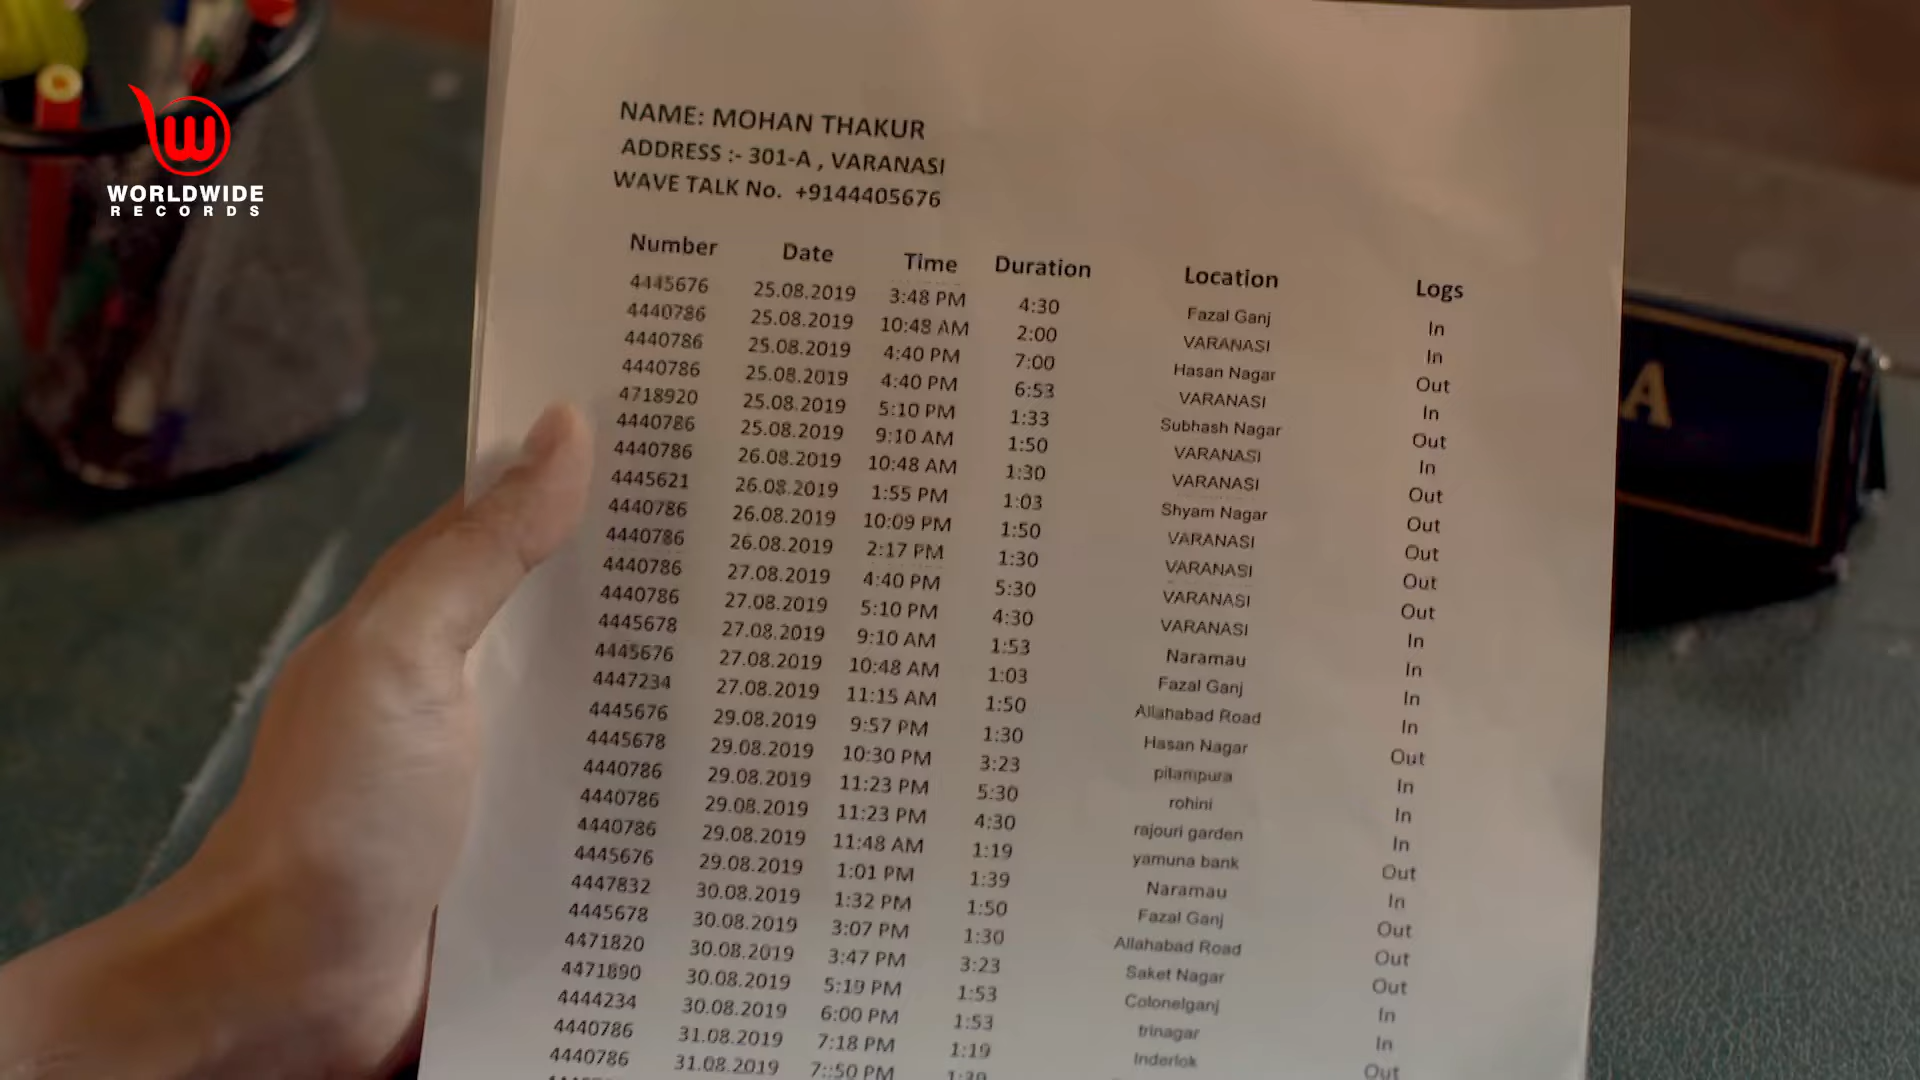 WORLDWIDE
RECORDS
NAME: MOHAN THAKUR
ADDRESS :- 301-A , VARANASI
WAVE TALK No. +9144405676
Number Date Time Duration Location Logs
4445676 25.08.2019 3:48 PM 4:30 Fazal Ganj In
4440786 25.08.2019 10:48 AM 2:00 VARANASI In
4440786 25.08.2019 4:40 PM 7:00 Hasan Nagar Out
4440786 25.08.2019 4:40 PM 6:53 VARANASI In
4718920 25.08.2019 5:10 PM 1:33 Subhash Nagar Out
4440786 25.08.2019 9:10 AM 1:50 VARANASI In
4440786 26.08.2019 10:48 AM 1:30 VARANASI Out
4445621 26.08.2019 1:55 PM 1:03 Shyam Nagar Out
4440786 26.08.2019 10:09 PM 1:50 VARANASI Out
4440786 26.08.2019 2:17 PM 1:30 VARANASI Out
4440786 27.08.2019 4:40 PM 5:30 VARANASI Out
4440786 27.08.2019 5:10 PM 4:30 VARANASI In
4445678 27.08.2019 9:10 AM 1:53 Naramau In
4445676 27.08.2019 10:48 AM 1:03 Fazal Ganj In
4447234 27.08.2019 11:15 AM 1:50 Allahabad Road In
4445676 29.08.2019 9:57 PM 1:30 Hasan Nagar Out
4445678 29.08.2019 10:30 PM 3:23 pitampura In
4440786 29.08.2019 11:23 PM 5:30 rohini In
4440786 29.08.2019 11:23 PM 4:30 rajouri garden In
4440786 29.08.2019 11:48 AM 1:19 yamuna bank Out
4445676 29.08.2019 1:01 PM 1:39 Naramau In
4447832 30.08.2019 1:32 PM 1:50 Fazal Ganj Out
4445678 30.08.2019 3:07 PM 1:30 Allahabad Road Out
4471820 30.08.2019 3:47 PM 3:23 Saket Nagar Out
4471890 30.08.2019 5:19 PM 1:53 Colonelganj In
4444234 30.08.2019 6:00 PM 1:53 trinagar In
4440786 31.08.2019 7:18 PM 1:19 Inderlok Out
4440786 31.08.2019 7::50 PM
A